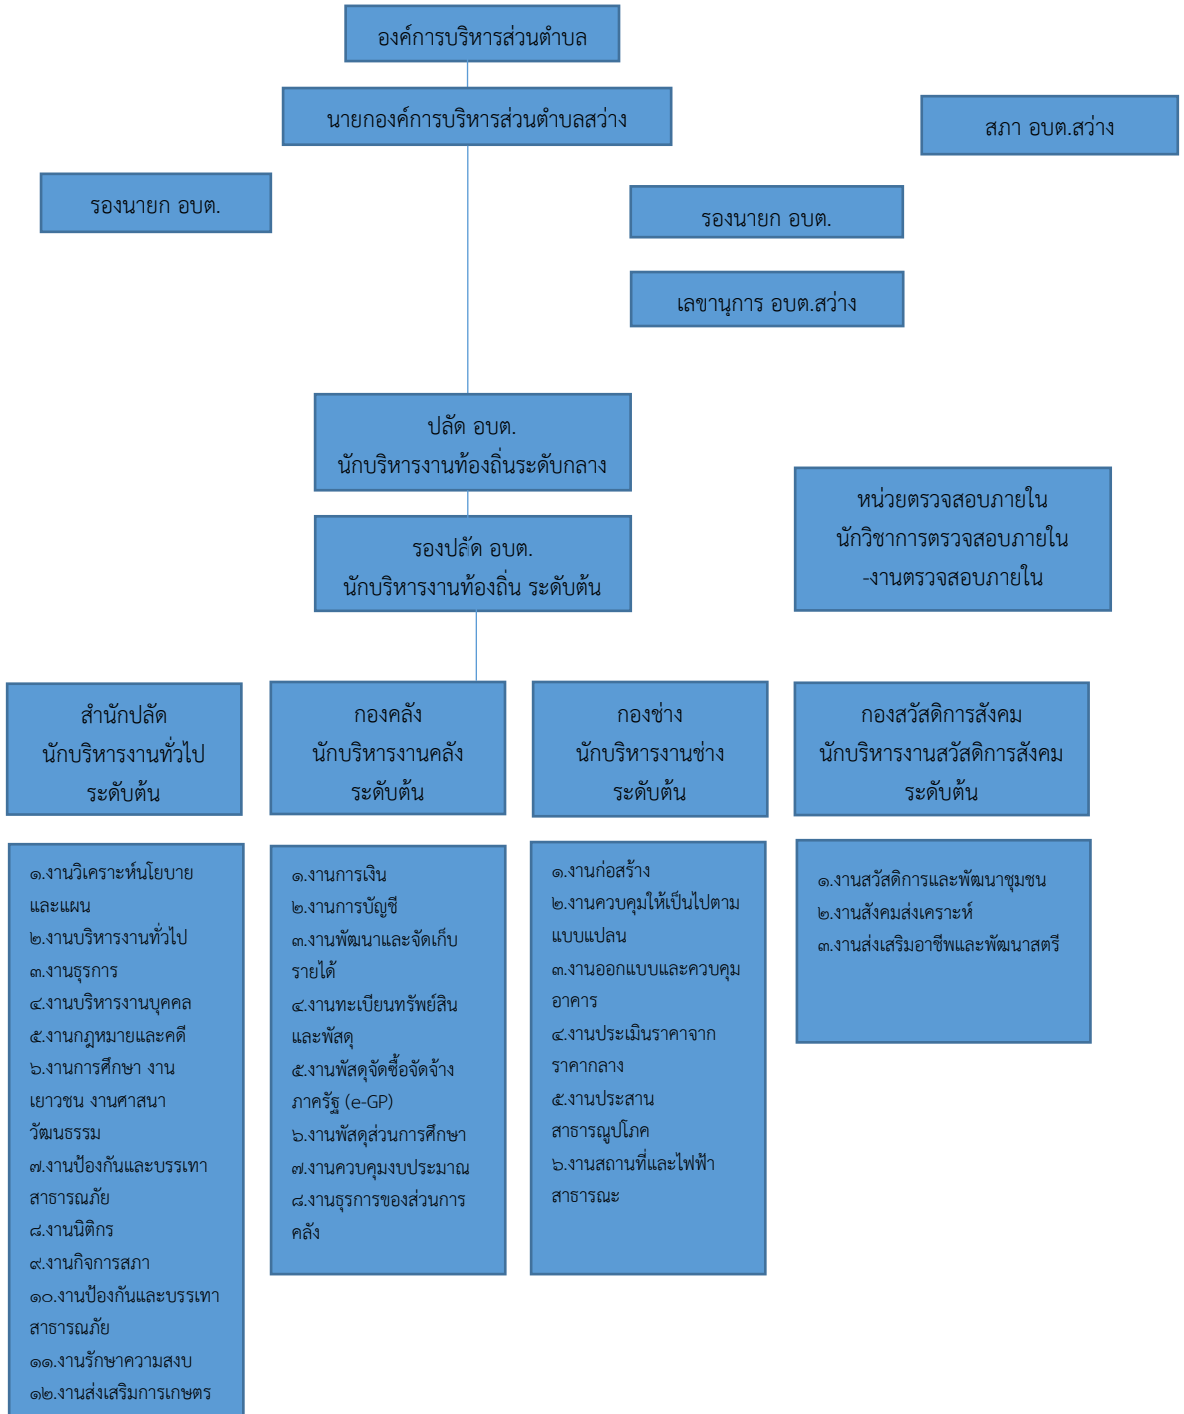 องค์การบริหารส่วนตำบล
นายกองค์การบริหารส่วนตำบลสว่าง
สภา อบต.สว่าง
รองนายก อบต.
รองนายก อบต.
เลขานุการ อบต.สว่าง
ปลัด อบต.
นักบริหารงานท้องถิ่นระดับกลาง
หน่วยตรวจสอบภายใน
นักวิชาการตรวจสอบภายใน
-งานตรวจสอบภายใน
รองปลัด อบต.
นักบริหารงานท้องถิ่น ระดับต้น
สำนักปลัด
นักบริหารงานทั่วไป
ระดับต้น
กองคลัง
นักบริหารงานคลัง
ระดับต้น
กองช่าง
นักบริหารงานช่าง
ระดับต้น
กองสวัสดิการสังคม
นักบริหารงานสวัสดิการสังคม
ระดับต้น
๑.งานวิเคราะห์นโยบาย
และแผน
๒.งานบริหารงานทั่วไป
๓.งานธุรการ
๔.งานบริหารงานบุคคล
๕.งานกฎหมายและคดี
๖.งานการศึกษา งาน
เยาวชน งานศาสนา
วัฒนธรรม
๗.งานป้องกันและบรรเทา
สาธารณภัย
๘.งานนิติกร
๙.งานกิจการสภา
๑๐.งานป้องกันและบรรเทา
สาธารณภัย
๑๑.งานรักษาความสงบ
๑๒.งานส่งเสริมการเกษตร
๑.งานการเงิน
๒.งานการบัญชี
๓.งานพัฒนาและจัดเก็บ
รายได้
๔.งานทะเบียนทรัพย์สิน
และพัสดุ
๕.งานพัสดุจัดซื้อจัดจ้าง
ภาครัฐ (e-GP)
๖.งานพัสดุส่วนการศึกษา
๗.งานควบคุมงบประมาณ
๘.งานธุรการของส่วนการ
คลัง
๑.งานก่อสร้าง
๒.งานควบคุมให้เป็นไปตาม
แบบแปลน
๓.งานออกแบบและควบคุม
อาคาร
๔.งานประเมินราคาจาก
ราคากลาง
๕.งานประสาน
สาธารณูปโภค
๖.งานสถานที่และไฟฟ้า
สาธารณะ
๑.งานสวัสดิการและพัฒนาชุมชน
๒.งานสังคมส่งเคราะห์
๓.งานส่งเสริมอาชีพและพัฒนาสตรี